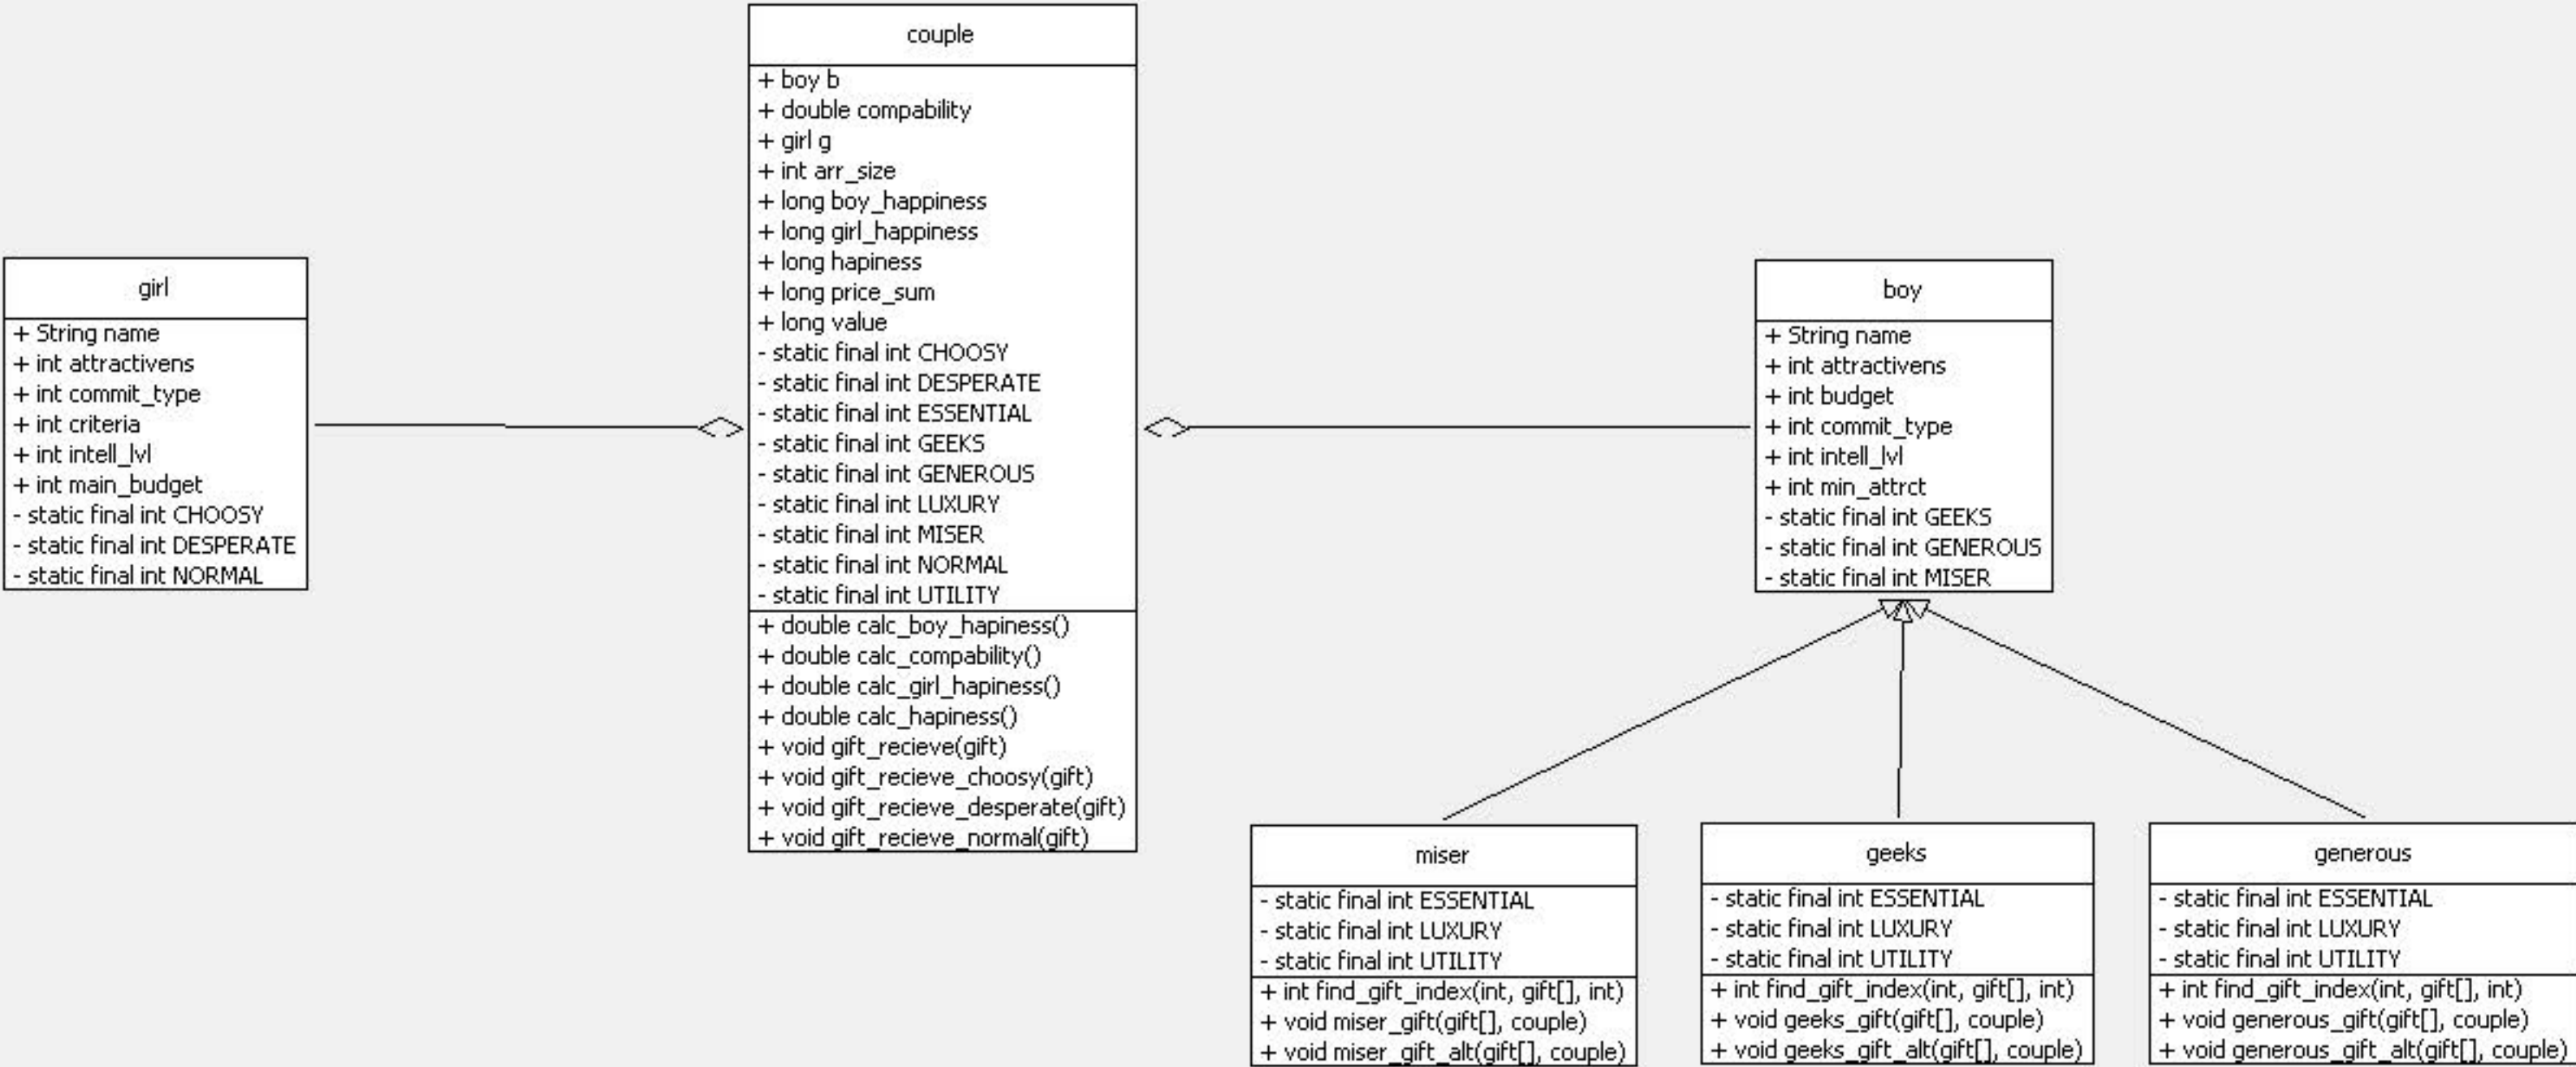 couple
+ boy b
+ double compability
+ girl g
+ int arr_size
+ long boy_happiness
+ long girl_happiness
+ long hapiness
+ long price_sum
+ long value
- static final int CHOOSY
- static final int DESPERATE
- static final int ESSENTIAL
- static final int GEEKS
- static final int GENEROUS
- static final int LUXURY
- static final int MISER
- static final int NORMAL
- static final int UTILITY
+ double calc_boy_hapiness()
+ double calc_compability()
+ double calc_girl_hapiness()
+ double calc_hapiness()
+ void gift_recieve(gift)
+ void gift_recieve_choosy(gift)
+ void gift_recieve_desperate(gift)
+ void gift_recieve_normal(gift)
girl
+ String name
+ int attractivens
+ int commit_type
+ int criteria
+ int intell_lvl
+ int main_budget
- static final int CHOOSY
- static final int DESPERATE
- static final int NORMAL
boy
+ String name
+ int attractivens
+ int budget
+ int commit_type
+ int intell_lvl
+ int min_attrct
- static final int GEEKS
- static final int GENEROUS
- static final int MISER
miser
- static final int ESSENTIAL
- static final int LUXURY
- static final int UTILITY
+ int find_gift_index(int, gift[], int)
+ void miser_gift(gift[], couple)
+ void miser_gift_alt(gift[], couple)
geeks
- static final int ESSENTIAL
- static final int LUXURY
- static final int UTILITY
+ int find_gift_index(int, gift[], int)
+ void geeks_gift(gift[], couple)
+ void geeks_gift_alt(gift[], couple)
generous
- static final int ESSENTIAL
- static final int LUXURY
- static final int UTILITY
+ int find_gift_index(int, gift[], int)
+ void generous_gift(gift[], couple)
+ void generous_gift_alt(gift[], couple)